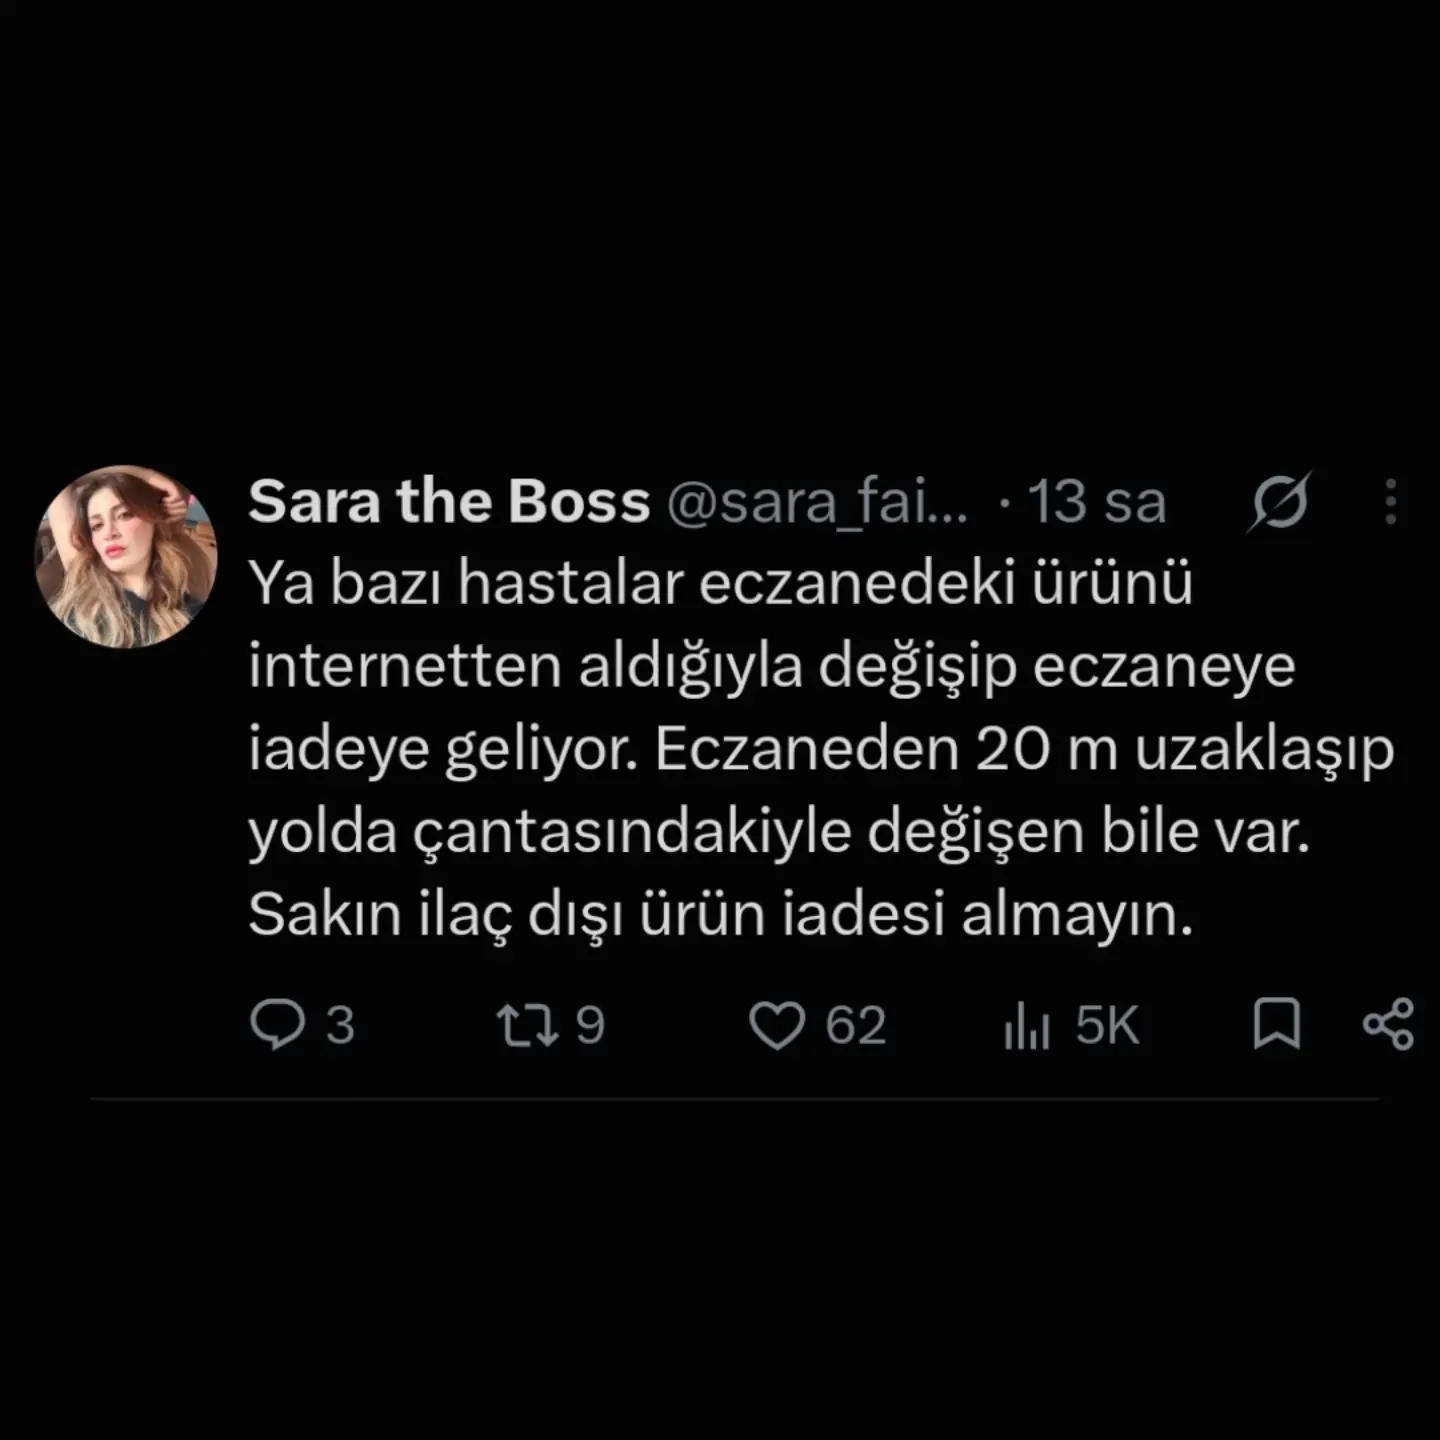 Sara the Boss @sara_fai... · 13 sa
Ya bazı hastalar eczanedeki ürünü
internetten aldığıyla değişip eczaneye
iadeye geliyor. Eczaneden 20 m uzaklaşıp
yolda çantasındakiyle değişen bile var.
Sakın ilaç dışı ürün iadesi almayın.
3 9 62 5K